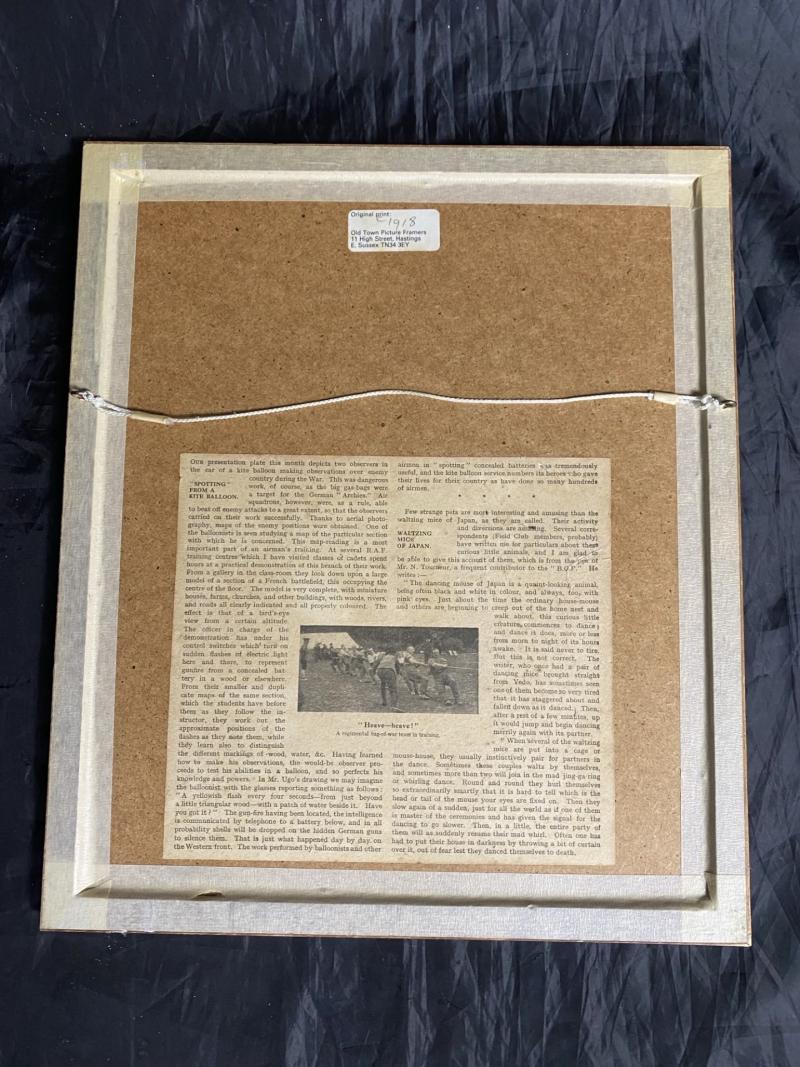 Original print:
c 1918
Old Town Picture Framers
11 High Street, Hastings
E. Sussex TN34 3EY
OUR presentation plate this month depicts two observers in
the car of a kite balloon making observations over enemy
"SPOTTING"
FROM A
KITE BALLOON.
country during the War. This was dangerous
work, of course, as the big gas-bags were
a target for the German "Archies." Air
squadrons, however, were, as a rule, able
to beat off enemy attacks to a great extent, so that the observers
carried on their work successfully. Thanks to aerial photo-
graphy, maps of the enemy positions were obtained. One of
the balloonists is seen studying a map of the particular section
with which he is concerned. This map-reading is a most
important part of an airman's training. At several R.A.F.
training centres which I have visited classes of cadets spend
hours at a practical demonstration of this branch of their work.
From a gallery in the class-room they look down upon a large
model of a section of a French battlefield, this occupying the
centre of the floor. The model is very complete, with miniature
houses, farms, churches, and other buildings, with woods, rivers,
and roads all clearly indicated and all properly coloured. The
effect is that of a bird's-eye
view from a certain altitude.
The officer in charge of the
demonstration has under his
control switches which turn on
sudden flashes of electric light
here and there, to represent
gunfire from a concealed bat-
tery in a wood or elsewhere.
From their smaller and dupli-
cate maps of the same section,
which the students have before
them as they follow the in-
structor, they work out the
approximate positions of the
flashes as they note them, while
they learn also to distinguish
the different markings of wood, water, &c. Having learned
how to make his observations, the would-be observer pro-
ceeds to test his abilities in a balloon, and so perfects his
knowledge and powers. In Mr. Ugo's drawing we may imagine
the balloonist with the glasses reporting something as follows:
"A yellowish flash every four seconds—from just beyond
a little triangular wood—with a patch of water beside it. Have
you got it?" The gun-fire having been located, the intelligence
is communicated by telephone to a battery below, and in all
probability shells will be dropped on the hidden German guns
to silence them. That is just what happened day by day on
the Western front. The work performed by balloonists and other
"Heave—heave!"
A regimental tug-of-war team in training.
airmen in "spotting" concealed batteries was tremendously
useful, and the kite balloon service numbers its heroes who gave
their lives for their country as have done so many hundreds
of airmen.
* * * *
Few strange pets are more interesting and amusing than the
waltzing mice of Japan, as they are called. Their activity
WALTZING
MICE
OF JAPAN.
and diversions are amazing. Several corre-
spondents (Field Club members, probably)
have written me for particulars about these
curious little animals, and I am glad to
be able to give this account of them, which is from the pen of
Mr. N. Tourneur, a frequent contributor to the "B.O.P." He
writes:—
"The dancing mouse of Japan is a quaint-looking animal,
being often black and white in colour, and always, too, with
pink eyes. Just about the time the ordinary house-mouse
and others are beginning to creep out of the home nest and
walk about, this curious little
creature commences to dance;
and dance it does, more or less
from morn to night of its hours
awake. It is said never to tire.
But this is not correct. The
writer, who once had a pair of
dancing mice brought straight
from Yedo, has sometimes seen
one of them become so very tired
that it has staggered about and
fallen down as it danced. Then,
after a rest of a few minutes, up
it would jump and begin dancing
merrily again with its partner.
"When several of the waltzing
mice are put into a cage or
mouse-house, they usually instinctively pair for partners in
the dance. Sometimes these couples waltz by themselves,
and sometimes more than two will join in the mad jing-ga-ring
or whirling dance. Round and round they hurl themselves
so extraordinarily smartly that it is hard to tell which is the
head or tail of the mouse your eyes are fixed on. Then they
slow again of a sudden, just for all the world as if one of them
is master of the ceremonies and has given the signal for the
dancing to go slower. Then, in a little, the entire party of
them will as suddenly resume their mad whirl. Often one has
had to put their house in darkness by throwing a bit of curtain
over it, out of fear lest they danced themselves to death.